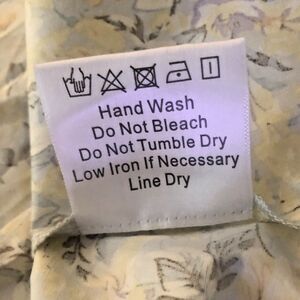 Hand Wash
Do Not Bleach
Do Not Tumble Dry
Low Iron If Necessary
Line Dry